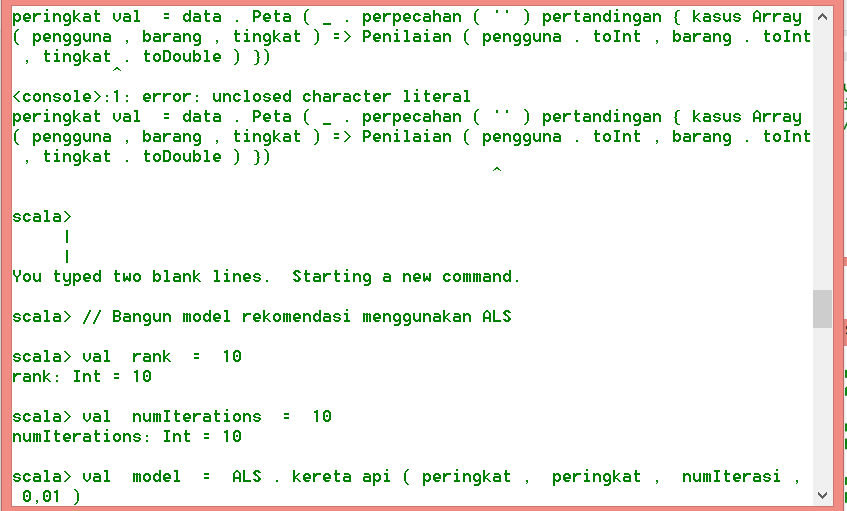 peringkat val  = data . Peta ( _ . perpecahan ( '' ) pertandingan { kasus Array
( pengguna , barang , tingkat ) => Penilaian ( pengguna . toInt , barang . toInt
 , tingkat . toDouble ) })
^
<console>:1: error: unclosed character literal
peringkat val  = data . Peta ( _ . perpecahan ( '' ) pertandingan { kasus Array
( pengguna , barang , tingkat ) => Penilaian ( pengguna . toInt , barang . toInt
 , tingkat . toDouble ) })
^
scala>
|
|
You typed two blank lines.  Starting a new command.
scala> // Bangun model rekomendasi menggunakan ALS
scala> val  rank  =  10
rank: Int = 10
scala> val  numIterations  =  10
numIterations: Int = 10
scala> val  model  =  ALS . kereta api ( peringkat ,  peringkat ,  numIterasi ,
 0,01 )